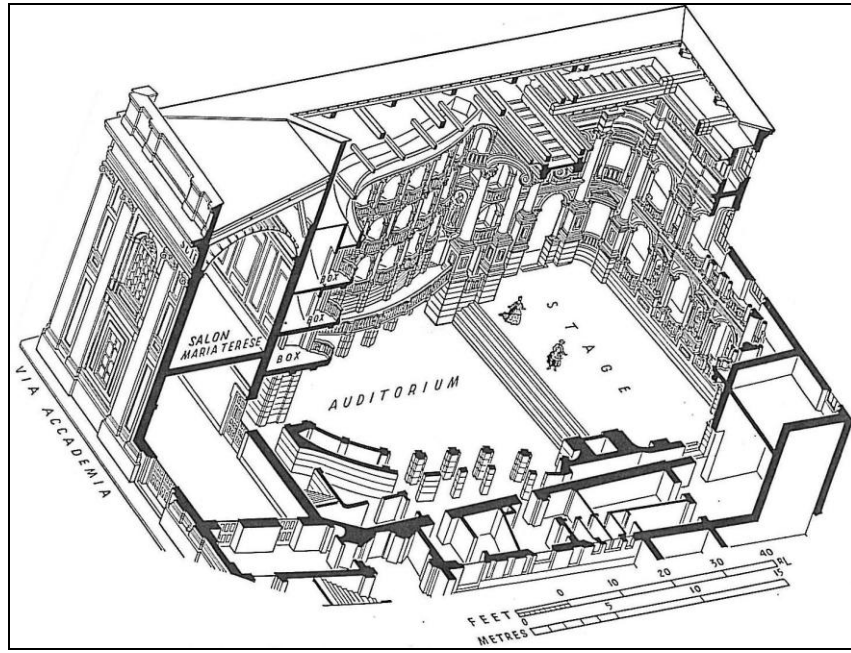 BOX
BOX
BOX
SALON
MARIA TERESE
AUDITORIUM
STAGE
VIA ACCADEMIA
FEET 0 10 20 30 40
RL
METRES 0 5 10 15